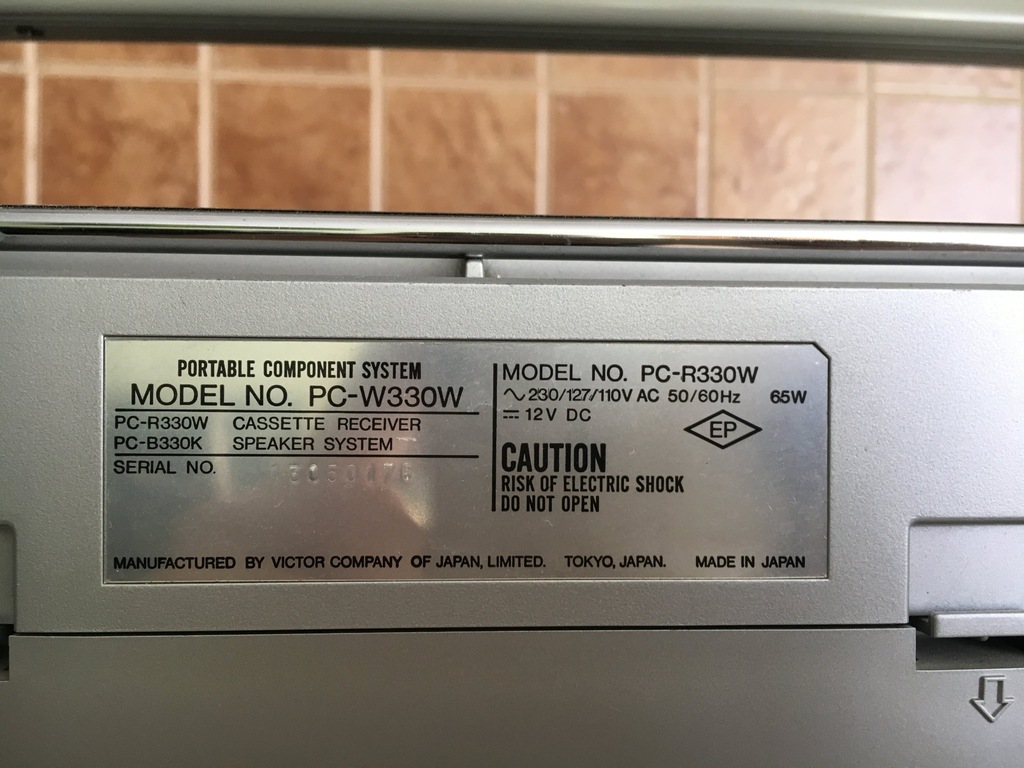 PORTABLE COMPONENT SYSTEM
MODEL NO. PC-W330W
PC-R330W CASSETTE RECEIVER
PC-B330K SPEAKER SYSTEM
SERIAL NO.
MODEL NO. PC-R330W
230/127/110V AC 50/60Hz 65W
12V DC
EP
CAUTION
RISK OF ELECTRIC SHOCK
DO NOT OPEN
MANUFACTURED BY VICTOR COMPANY OF JAPAN, LIMITED. TOKYO, JAPAN. MADE IN JAPAN